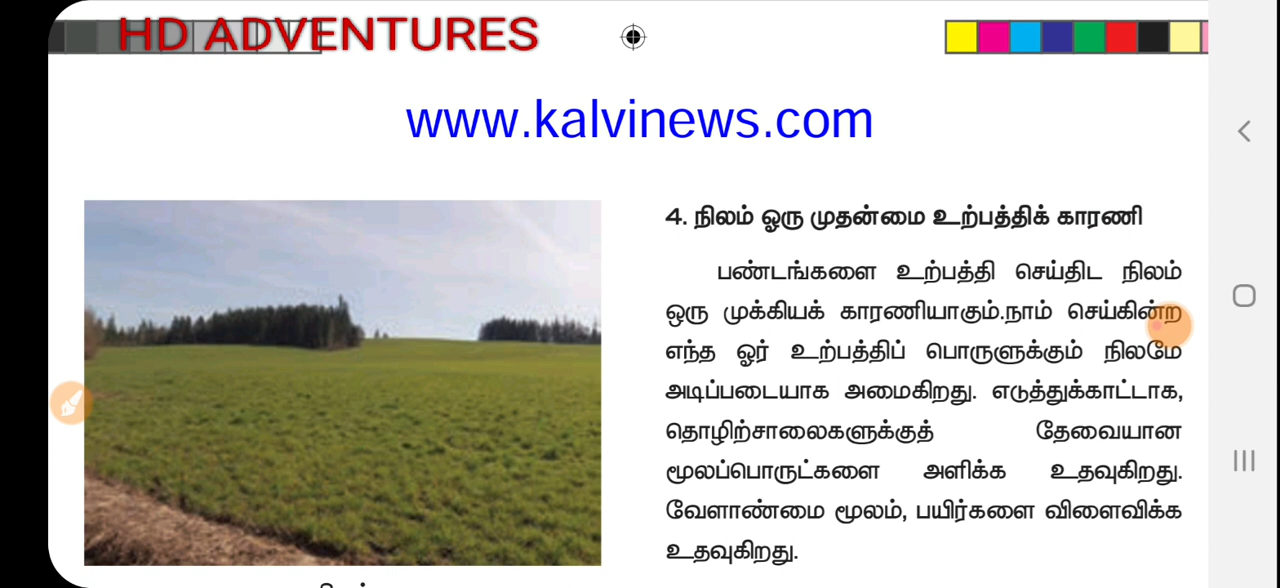 HD ADVENTURES
www.kalvinews.com
4. நிலம் ஒரு முதன்மை உற்பத்திக் காரணி
பண்டங்களை உற்பத்தி செய்திட நிலம்
ஒரு முக்கியக் காரணியாகும்.நாம் செய்கின்ற
எந்த ஓர் உற்பத்திப் பொருளுக்கும் நிலமே
அடிப்படையாக அமைகிறது. எடுத்துக்காட்டாக,
தொழிற்சாலைகளுக்குத் தேவையான
மூலப்பொருட்களை அளிக்க உதவுகிறது.
வேளாண்மை மூலம், பயிர்களை விளைவிக்க
உதவுகிறது.